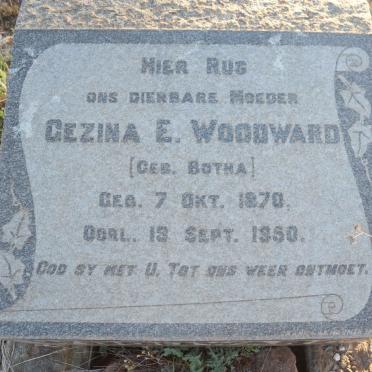 HIER RUS
ONS DIERBARE MOEDER
GEZINA E. WOODWARD
[GEB. BOTHA]
GEB. 7 OKT. 1870.
OORL. 19 SEPT. 1950.
GOD SY MET U, TOT ONS WEER ONTMOET.